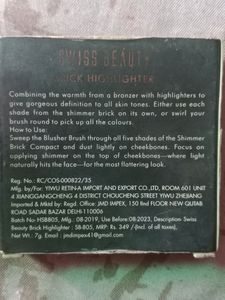 SWISS BEAUTY
BRICK HIGHLIGHTER
Combining the warmth from a bronzer with highlighters to
give gorgeous definition to all skin tones. Either use each
shade from the shimmer brick on its own, or swirl your
brush round to pick up all the colours.
How to Use:
Sweep the Blusher Brush through all five shades of the Shimmer
Brick Compact and dust lightly on cheekbones. Focus on
applying shimmer on the top of cheekbones—where light
naturally hits the face—for the most flattering look.
Reg. No.: RC/COS-000822/35
Mfg. by: YIWU RETIN-A IMPORT AND EXPORT CO.,LTD, ROOM 601 UNIT
4 XIANGGANGCHENG 4 DISTRICT CHOUCHENG STREET YIWU ZHEJIANG
Imported & Mktd by: Regd. Off.: JMD IMPEX, 150 IInd FLOOR NEW QUTAB
ROAD SADAR BAZAR DELHI-110006
Batch No HSB805, Mfg - 08-2019, Use Before :08-2023, Description Swiss
Beauty Brick Highlighter : SB-805, MRP Rs. 349 /-(Incl. of all taxes),
Net Wt.: 7g Email : jmdimpex41@gmail.com